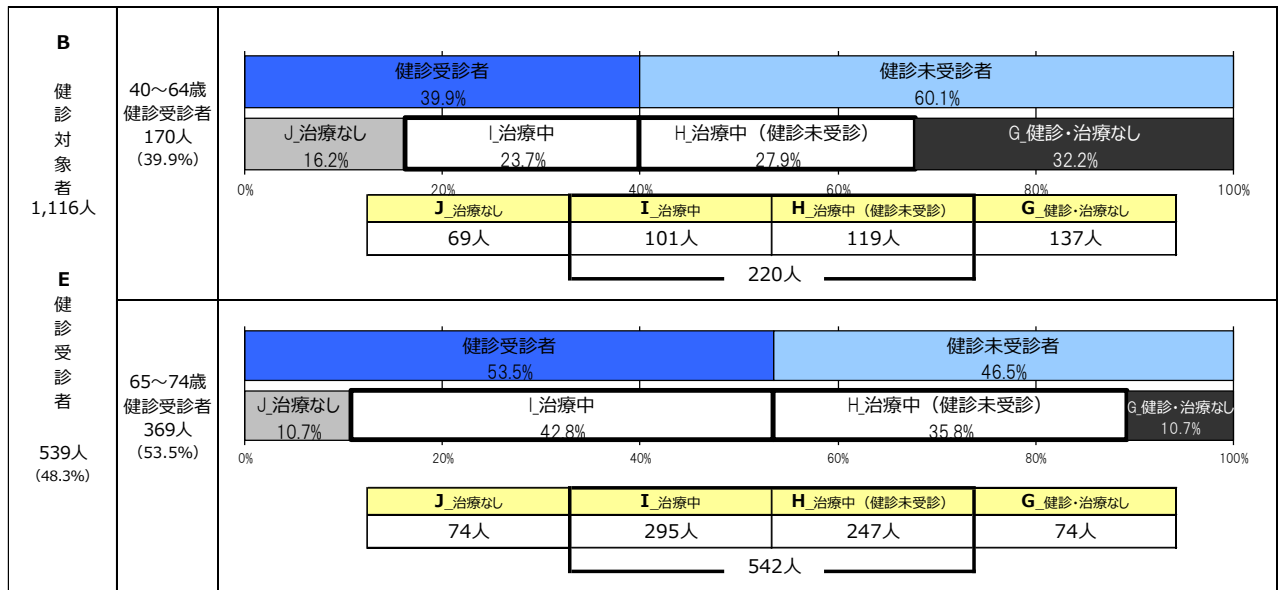 B
健
診
対
象
者
1,116人
E
健
診
受
診
者
539人
(48.3%)
40～64歳
健診受診者
170人
(39.9%)
健診受診者
39.9%
健診未受診者
60.1%
J_治療なし
16.2%
I_治療中
23.7%
H_治療中（健診未受診）
27.9%
G_健診・治療なし
32.2%
0% 20% 40% 60% 80% 100%
J_治療なし I_治療中 H_治療中（健診未受診） G_健診・治療なし
69人 101人 119人 137人
220人
65～74歳
健診受診者
369人
(53.5%)
健診受診者
53.5%
健診未受診者
46.5%
J_治療なし
10.7%
I_治療中
42.8%
H_治療中（健診未受診）
35.8%
G_健診・治療なし
10.7%
0% 20% 40% 60% 80% 100%
J_治療なし I_治療中 H_治療中（健診未受診） G_健診・治療なし
74人 295人 247人 74人
542人